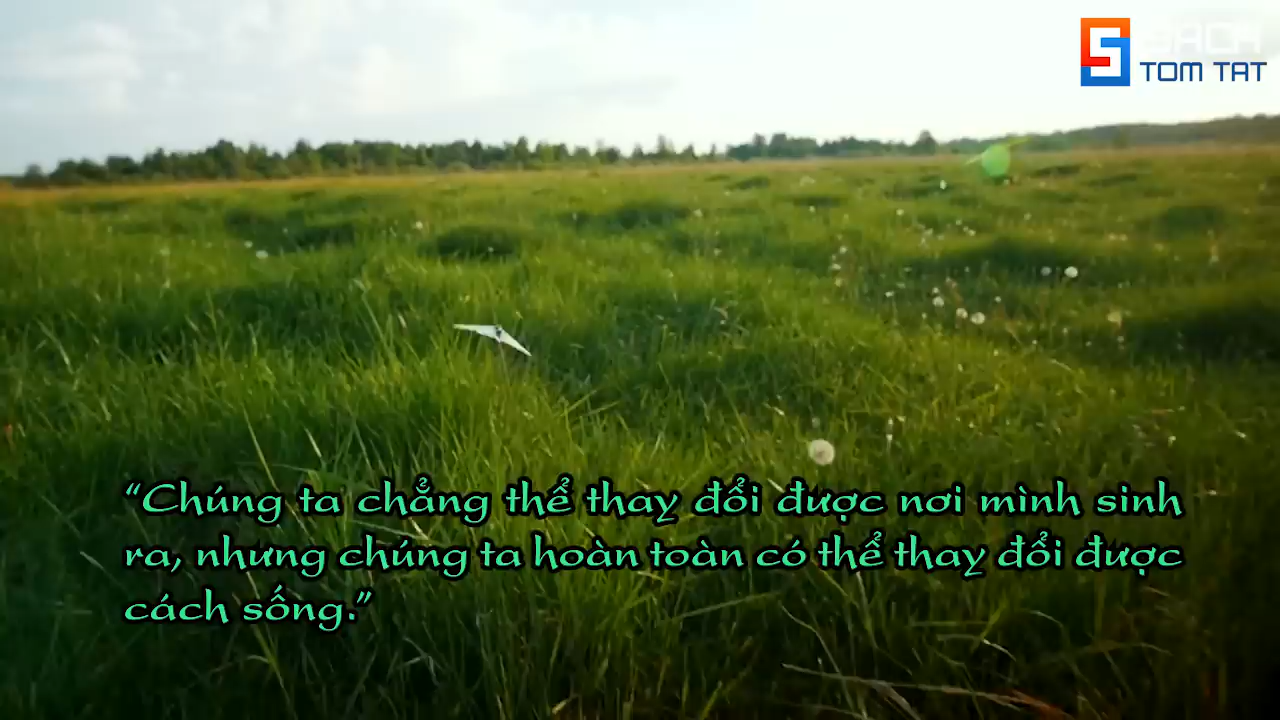 SACH
TOM TAT
“Chúng ta chẳng thể thay đổi được nơi mình sinh
ra, nhưng chúng ta hoàn toàn có thể thay đổi được
cách sống.”